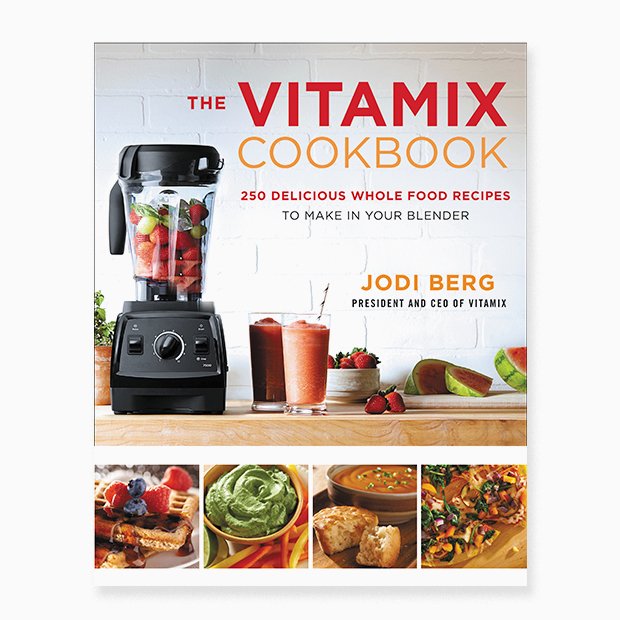 THE VITAMIX
COOKBOOK
250 DELICIOUS WHOLE FOOD RECIPES
TO MAKE IN YOUR BLENDER
JODI BERG
PRESIDENT AND CEO OF VITAMIX